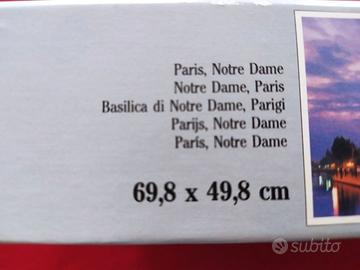 Paris, Notre Dame
Notre Dame, Paris
Basilica di Notre Dame, Parigi
Parijs, Notre Dame
París, Notre Dame
69,8 x 49,8 cm
subito